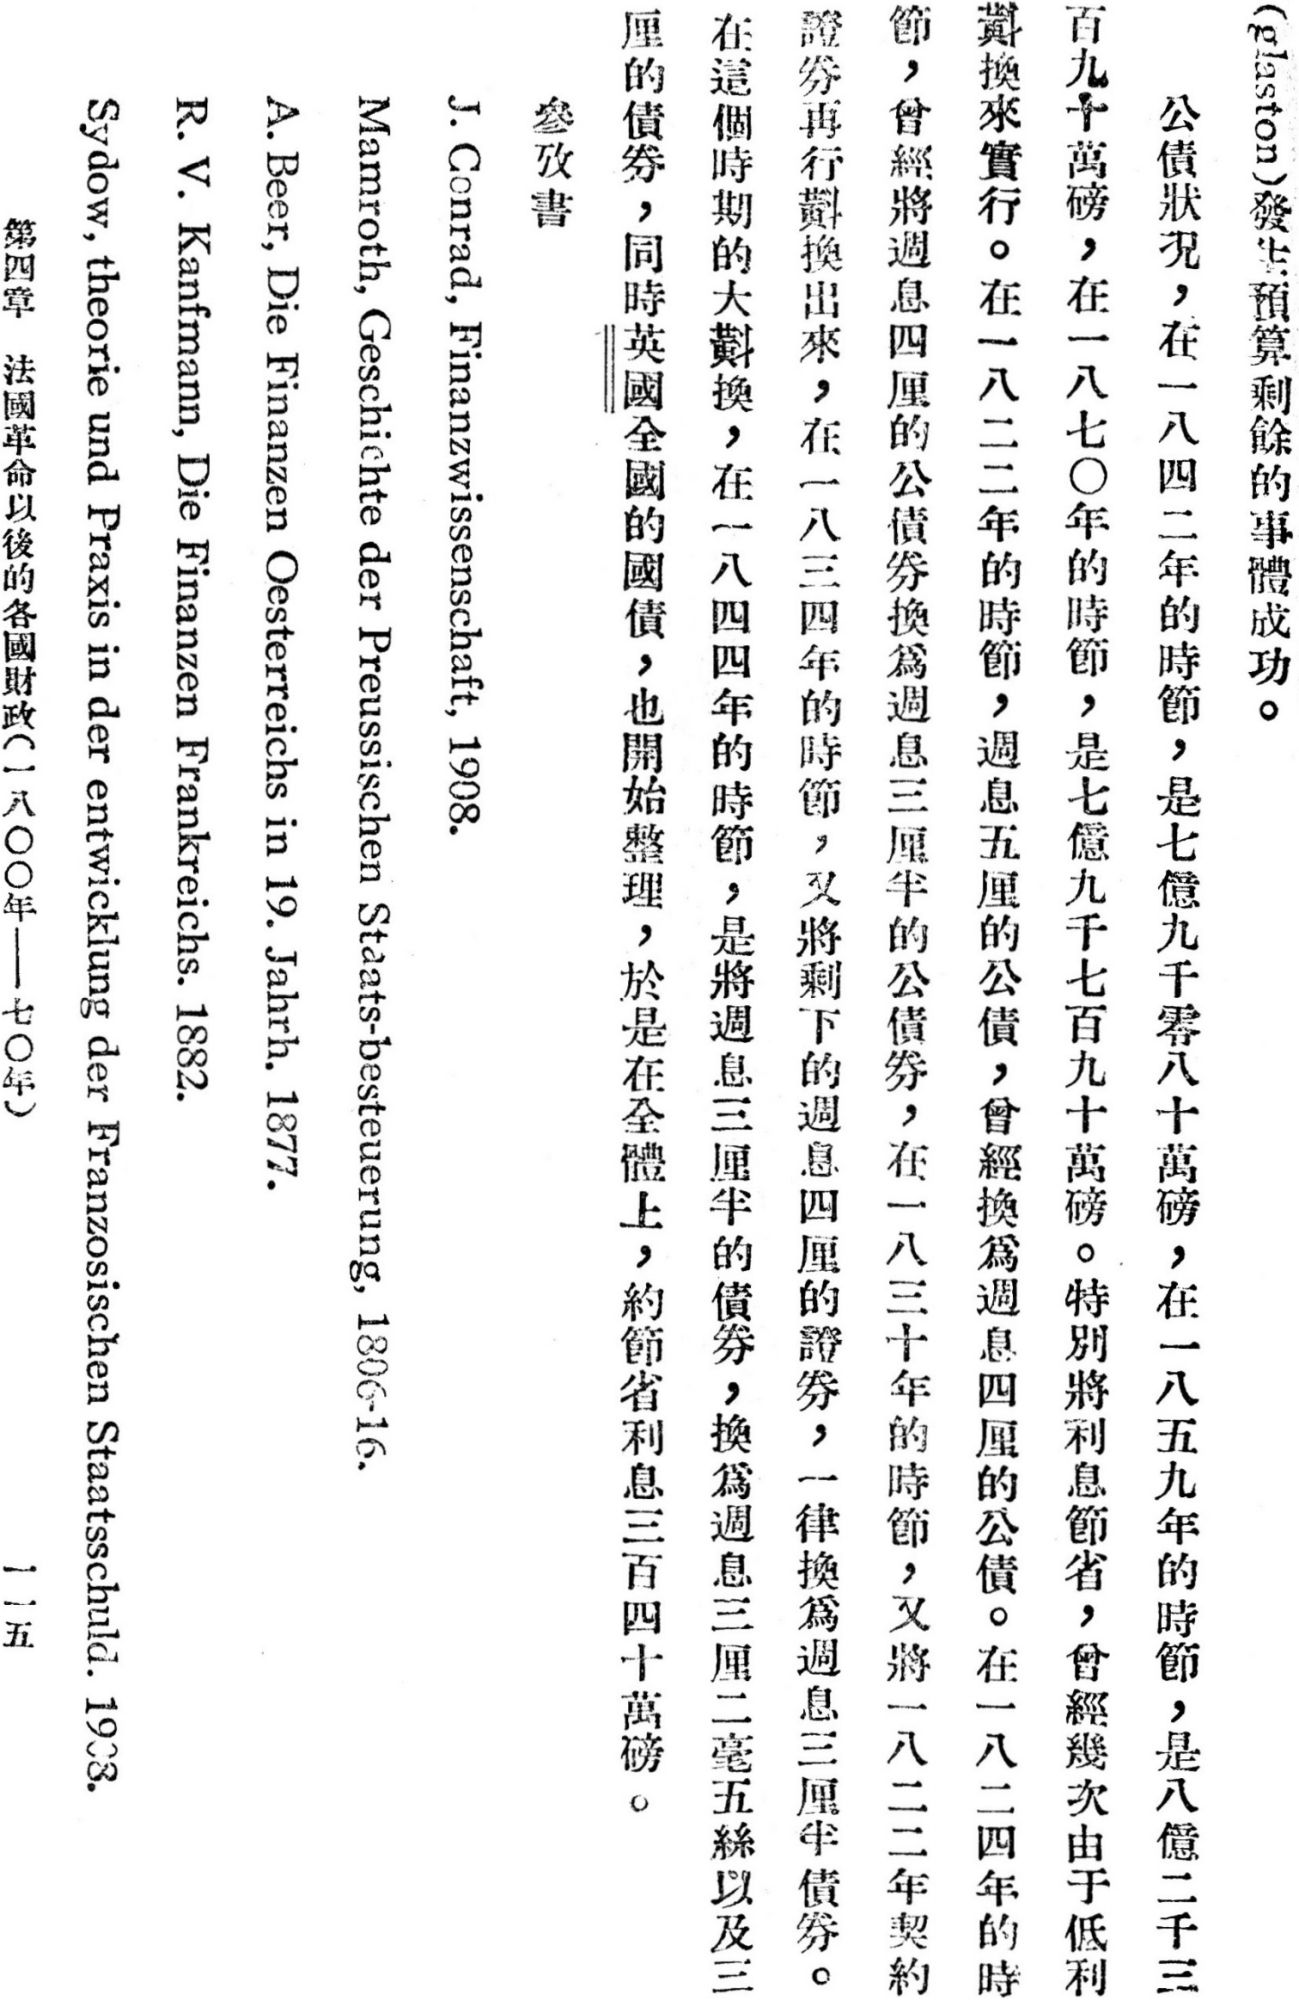 (glaston)發生預算剩餘的事體成功。
公債狀況，在一八四二年的時節，是七億九千零八十萬磅，在一八五九年的時節，是八億二千三
百九十萬磅，在一八七〇年的時節，是七億九千七百九十萬磅。特別將利息節省，曾經幾次由于低利
㪺換來實行。在一八二二年的時節，週息五厘的公債，曾經換爲週息四厘的公債。在一八二四年的時
節，曾經將週息四厘的公債券換爲週息三厘半的公債券，在一八三十年的時節，又將一八二二年契約
證券再行㪺換出來，在一八三四年的時節，又將剩下的週息四厘的證券，一律換爲週息三厘半債券。
在這個時期的大㪺換，在一八四四年的時節，是將週息三厘半的債券，換爲週息三厘二毫五絲以及三
厘的債券，同時英國全國的國債，也開始整理，於是在全體上，約節省利息三百四十萬磅。
參攷書
J. Conrad, Finanzwissenschaft, 1908.
Mamroth, Geschichte der Preussischen Staats-besteuerung, 1806-16.
A. Beer, Die Finanzen Oesterreichs in 19. Jahrh. 1877.
R. V. Kanfmann, Die Finanzen Frankreichs. 1882.
Sydow, theorie und Praxis in der entwicklung der Franzosischen Staatsschuld. 1903.
第四章 法國革命以後的各國財政(一八〇〇年——七〇年)
一一五